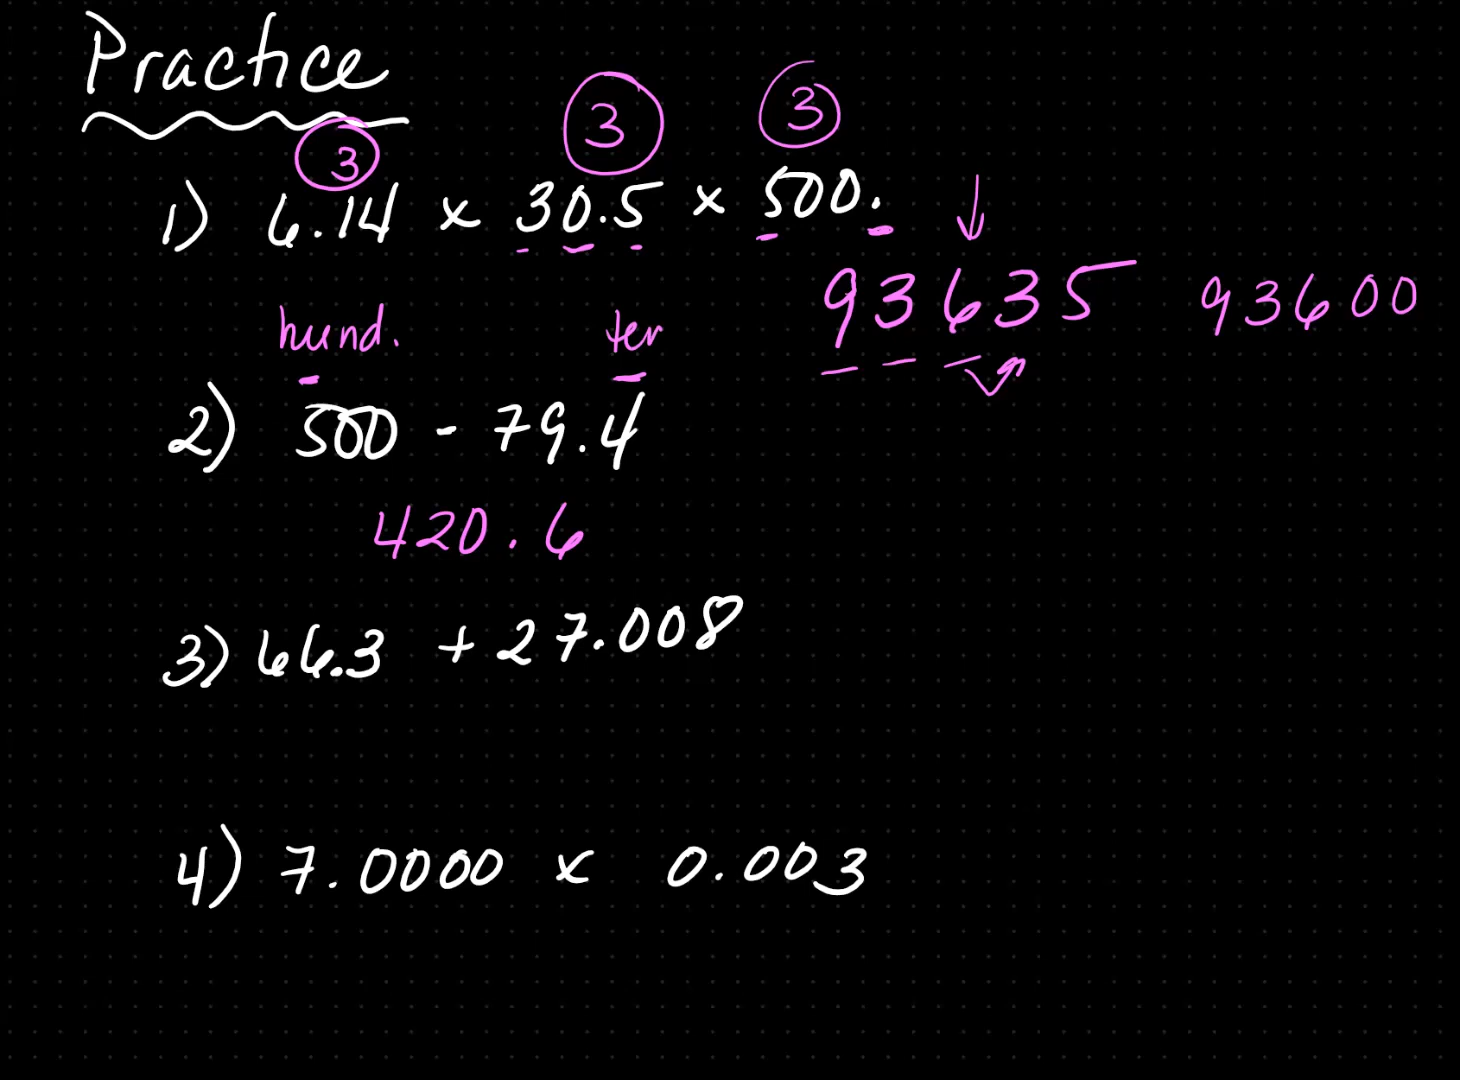 Practice
3 3 3
1) 6.14 x 30.5 x 500.
93635 93600
hund. ten
2) 500 - 79.4
420.6
3) 66.3 + 27.008
4) 7.0000 x 0.003